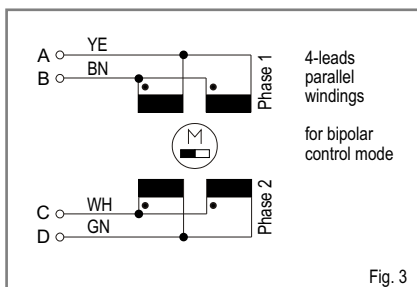 A YE
B BN
Phase 1
4-leads
parallel
windings
for bipolar
control mode
M
Phase 2
C WH
D GN
Fig. 3